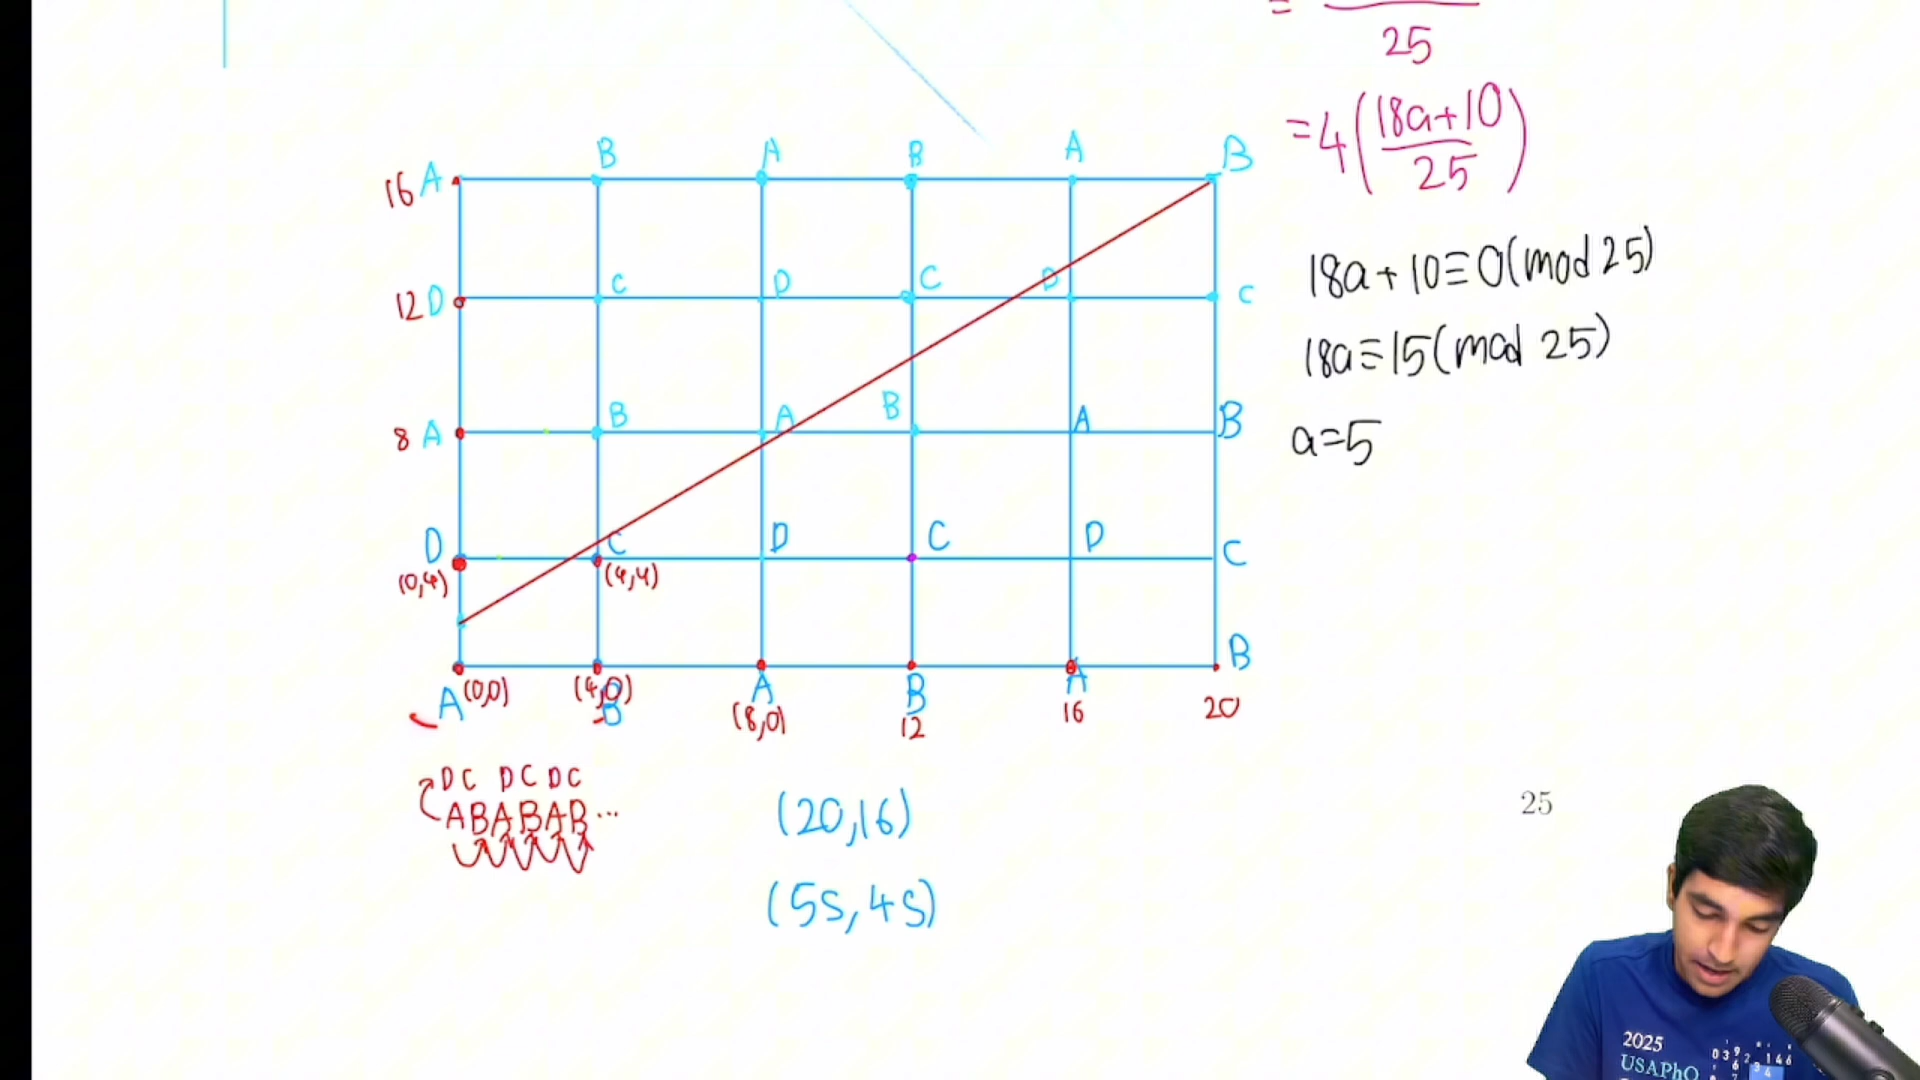 =
25
=4(18a+10/25)
B A B A B
16 A
18a+10≡0(mod 25)
12 D C D C D C
18a≡15(mod 25)
8 A B A B A B
a=5
D C D C D C
(0,4) (4,4)
B
A (0,0) (4,0) A B A
B (8,0) 12 16 20
DC DC DC
ABABAB...
(20,16)
25
(5S,4S)
2025
USAPhO